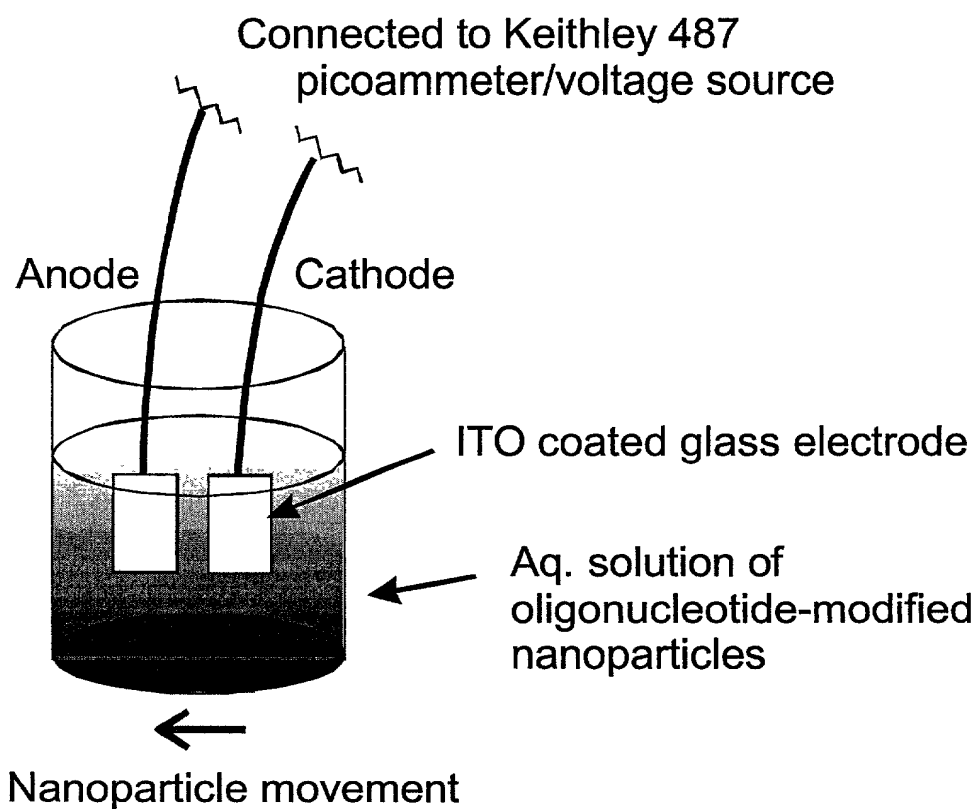 Connected to Keithley 487
picoammeter/voltage source
Anode
Cathode
ITO coated glass electrode
Aq. solution of
oligonucleotide-modified
nanoparticles
Nanoparticle movement